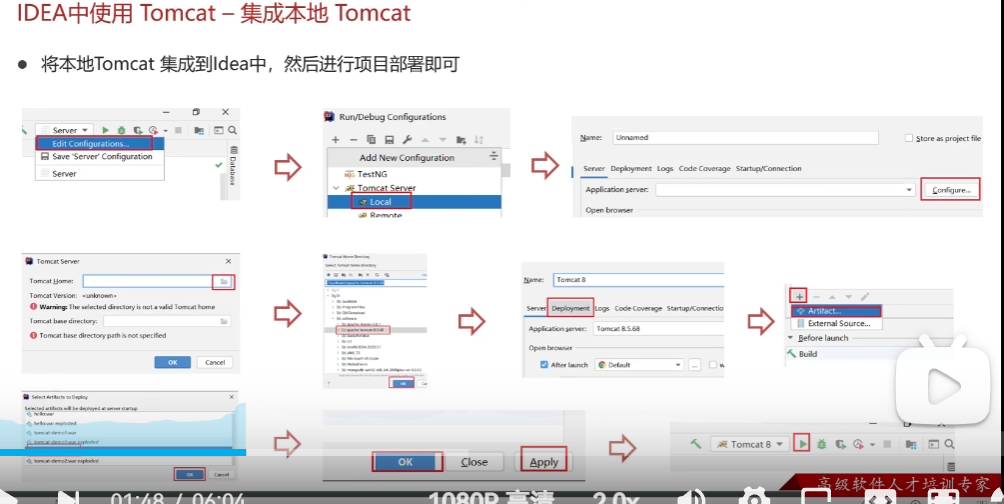 IDEA中使用 Tomcat – 集成本地 Tomcat
● 将本地Tomcat 集成到Idea中，然后进行项目部署即可
Server
Edit Configurations...
Save 'Server' Configuration
Server
Database
Run/Debug Configurations
Add New Configuration
TestNG
Tomcat Server
Local
Remote
Name: Unnamed
Store as project file
Server Deployment Logs Code Coverage Startup/Connection
Application server:
Configure...
Open browser
Tomcat Server
Tomcat Home:
Tomcat Version: <unknown>
Warning: The selected directory is not a valid Tomcat home
Tomcat base directory:
Tomcat base directory path is not specified
OK
Cancel
Tomcat Home Directory
OK
Name: Tomcat 8
Server Deployment Logs Code Coverage Startup/Connectio
Application server: Tomcat 8.5.68
Open browser
After launch
Default
...
Artifact...
External Source...
Before launch
Build
Select Artifacts to Deploy
Selected artifacts will be deployed at server startup
hello:war
hello:war exploded
tomcat-demo1:war
tomcat-demo2:war exploded
OK
Cancel
OK
Close
Apply
Tomcat 8
高级软件人才培训专家
01:48 / 06:04
1080P 高清
2.0x